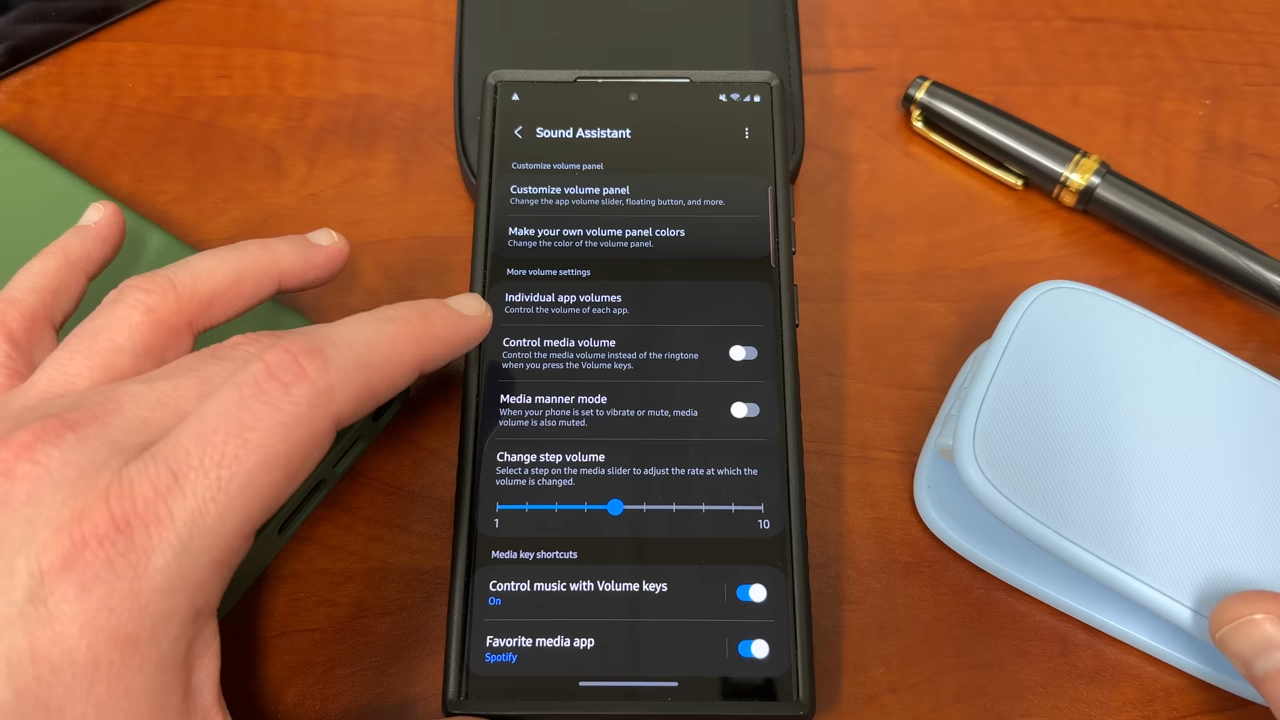 Sound Assistant
Customize volume panel
Customize volume panel
Change the app volume slider, floating button, and more.
Make your own volume panel colors
Change the color of the volume panel.
More volume settings
Individual app volumes
Control the volume of each app.
Control media volume
Control the media volume instead of the ringtone
when you press the Volume keys.
Media manner mode
When your phone is set to vibrate or mute, media
volume is also muted.
Change step volume
Select a step on the media slider to adjust the rate at which the
volume is changed.
1 10
Media key shortcuts
Control music with Volume keys
On
Favorite media app
Spotify